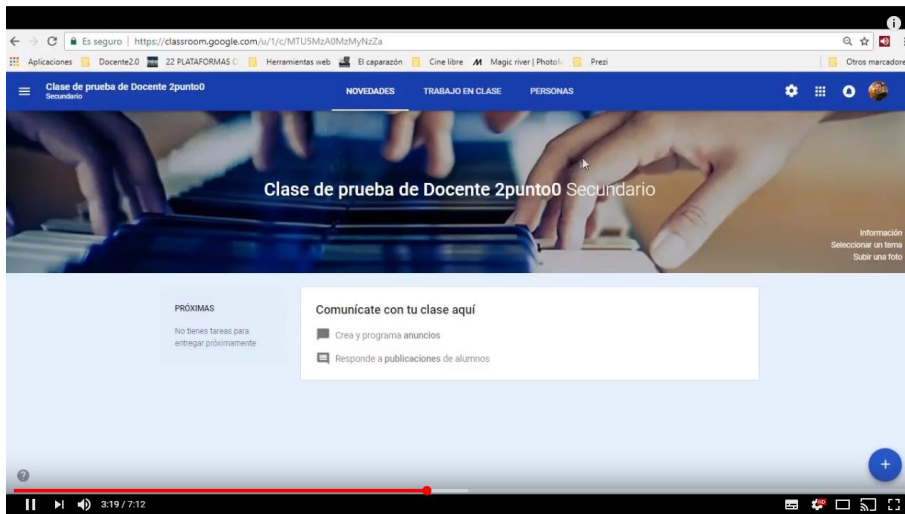 Es seguro | https://classroom.google.com/u/1/c/MTU5MzA0MzMyNzZa
Aplicaciones Docente2.0 22 PLATAFORMAS Herramientas web El caparazón Cine libre Magic river | Photo Prezi Otros marcadore
Clase de prueba de Docente 2punto0
Secundario
NOVEDADES TRABAJO EN CLASE PERSONAS
Clase de prueba de Docente 2punto0 Secundario
Información
Seleccionar un tema
Subir una foto
PRÓXIMAS
No tienes tareas para
entregar próximamente
Comunícate con tu clase aquí
Crea y programa anuncios
Responde a publicaciones de alumnos
3:19 / 7:12
HD